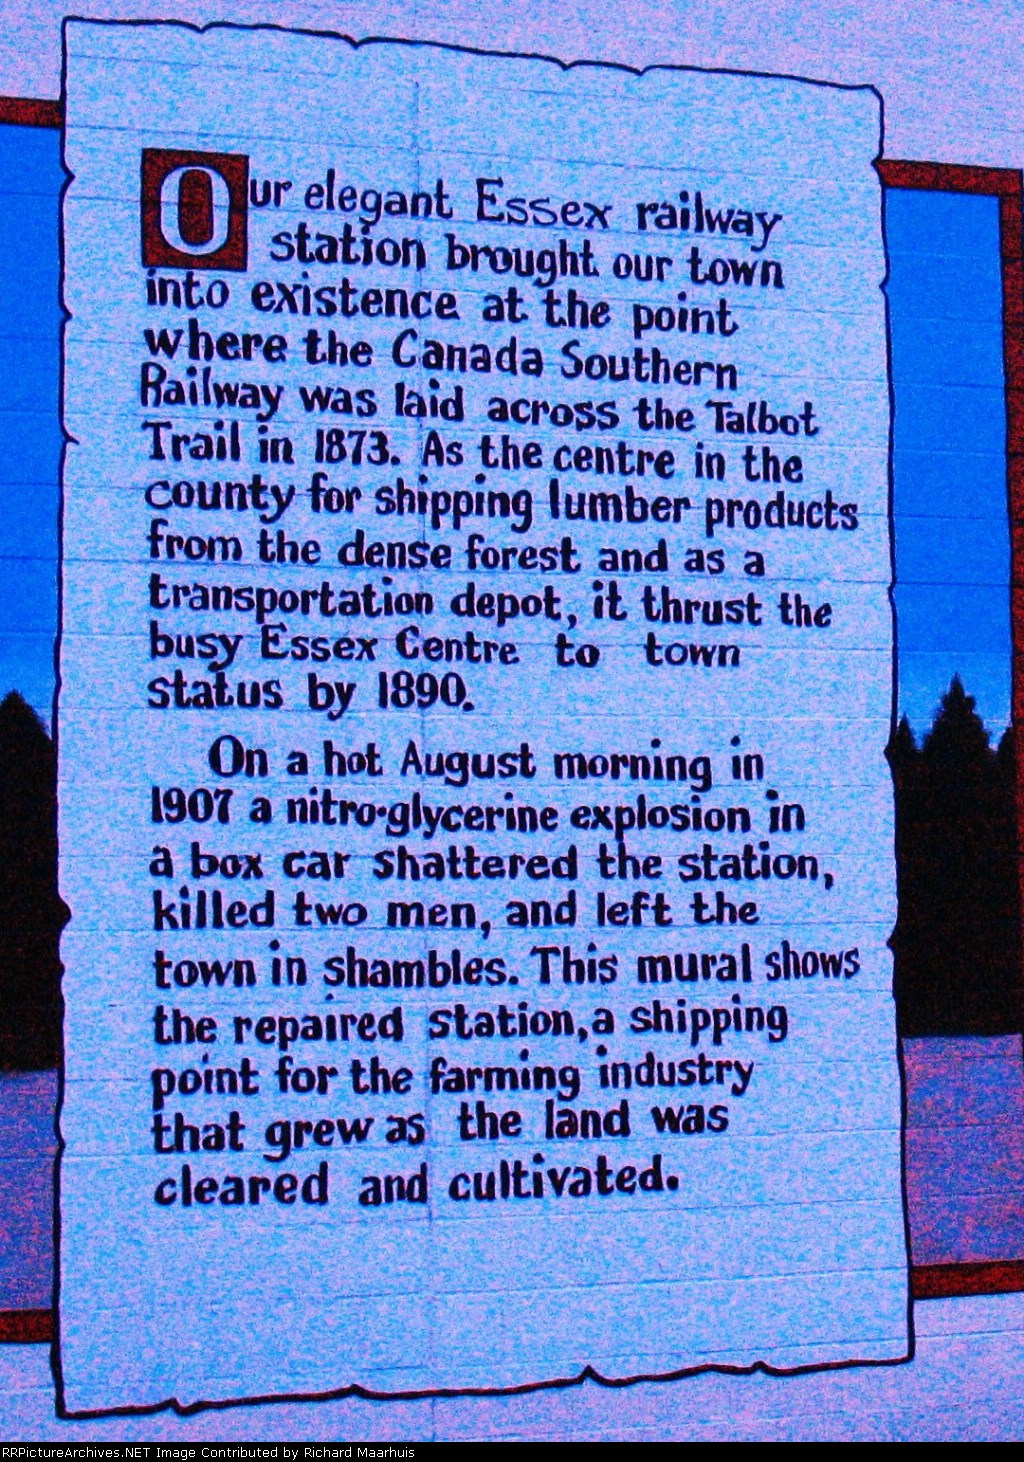 Our elegant Essex railway
station brought our town
into existence at the point
where the Canada Southern
Railway was laid across the Talbot
Trail in 1873. As the centre in the
county for shipping lumber products
from the dense forest and as a
transportation depot, it thrust the
busy Essex Centre to town
status by 1890.
On a hot August morning in
1907 a nitro-glycerine explosion in
a box car shattered the station,
killed two men, and left the
town in shambles. This mural shows
the repaired station, a shipping
point for the farming industry
that grew as the land was
cleared and cultivated.
RRPictureArchives.NET Image Contributed by Richard Maarhuis